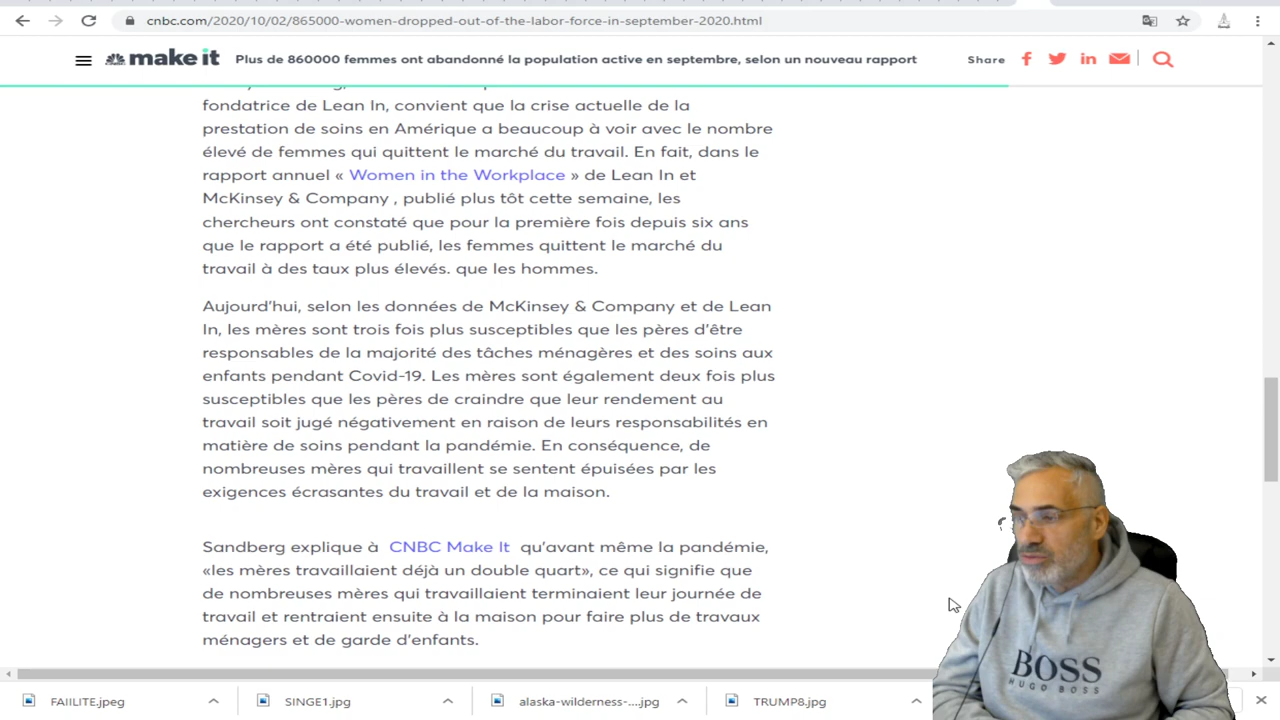 cnbc.com/2020/10/02/865000-women-dropped-out-of-the-labor-force-in-september-2020.html
make it Plus de 860000 femmes ont abandonné la population active en septembre, selon un nouveau rapport Share
fondatrice de Lean In, convient que la crise actuelle de la
prestation de soins en Amérique a beaucoup à voir avec le nombre
élevé de femmes qui quittent le marché du travail. En fait, dans le
rapport annuel « Women in the Workplace » de Lean In et
McKinsey & Company , publié plus tôt cette semaine, les
chercheurs ont constaté que pour la première fois depuis six ans
que le rapport a été publié, les femmes quittent le marché du
travail à des taux plus élevés. que les hommes.
Aujourd'hui, selon les données de McKinsey & Company et de Lean
In, les mères sont trois fois plus susceptibles que les pères d'être
responsables de la majorité des tâches ménagères et des soins aux
enfants pendant Covid-19. Les mères sont également deux fois plus
susceptibles que les pères de craindre que leur rendement au
travail soit jugé négativement en raison de leurs responsabilités en
matière de soins pendant la pandémie. En conséquence, de
nombreuses mères qui travaillent se sentent épuisées par les
exigences écrasantes du travail et de la maison.
Sandberg explique à CNBC Make It qu'avant même la pandémie,
«les mères travaillaient déjà un double quart», ce qui signifie que
de nombreuses mères qui travaillaient terminaient leur journée de
travail et rentraient ensuite à la maison pour faire plus de travaux
ménagers et de garde d'enfants.
BOSS
HUGO BOSS
FAIILITE.jpeg SINGE1.jpg alaska-wilderness-....jpg TRUMP8.jpg